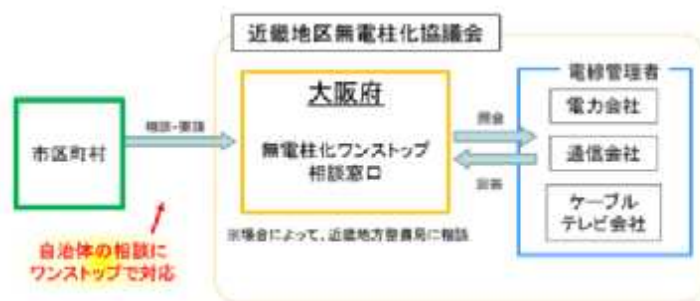 近畿地区無電柱化協議会
市区町村
相談・要請
大阪府
無電柱化ワンストップ
相談窓口
照会
回答
電線管理者
電力会社
通信会社
ケーブル
テレビ会社
※場合によって、近畿地方整備局に相談
自治体の相談に
ワンストップで対応